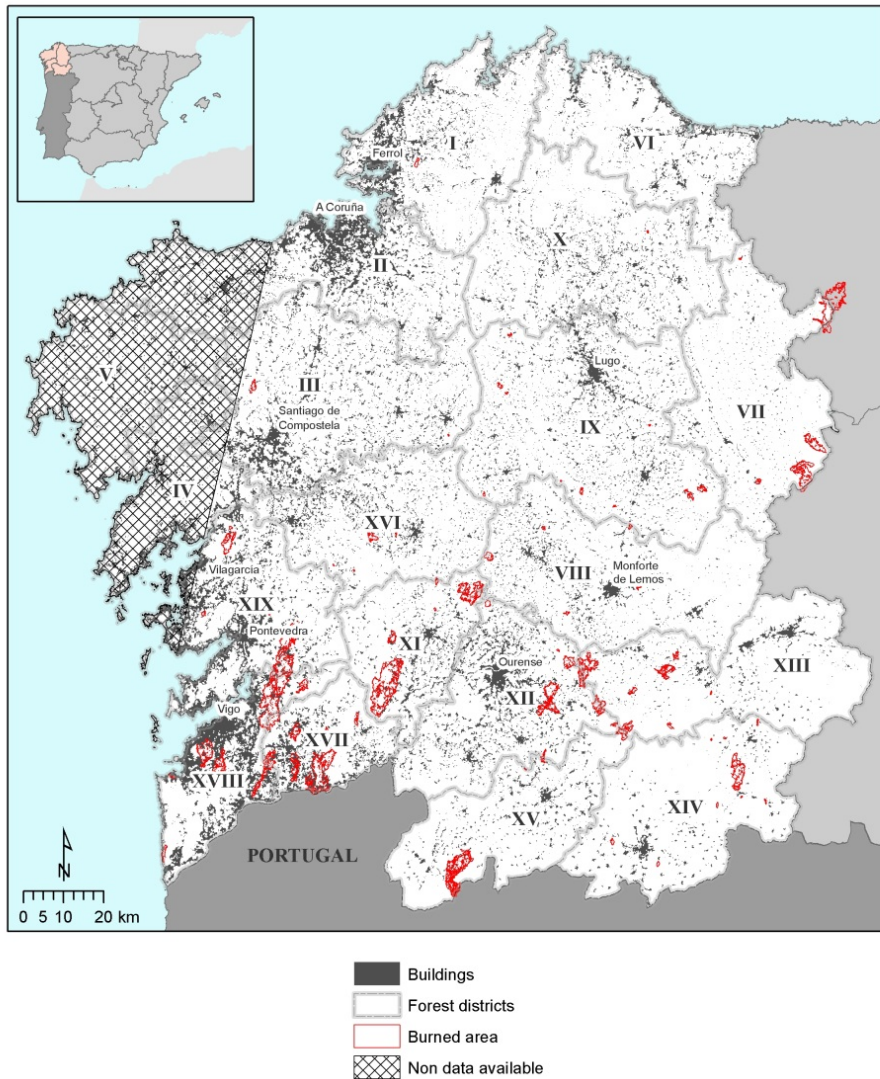 Ferrol
I
VI
A Coruña
II
X
V
III
Lugo
Santiago de
Compostela
IX
VII
IV
XVI
VIII
Monforte
de Lemos
Vilagarcía
XIX
Pontevedra
XI
Ourense
XII
XIII
Vigo
XVII
XVIII
XIV
XV
PORTUGAL
N
0 5 10 20 km
Buildings
Forest districts
Burned area
Non data available